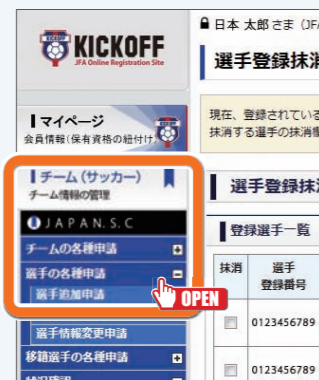 KICKOFF
JFA Online Registration Site
マイページ
会員情報(保有資格の紐付け)
チーム(サッカー)
チーム情報の管理
JAPAN.S.C
チームの各種申請
選手の各種申請
選手追加申請
OPEN
選手情報変更申請
移籍選手の各種申請
日本 太郎さま (JFA
選手登録抹消
現在、登録されている
抹消する選手の抹消欄
選手登録抹消
登録選手一覧
抹消 選手
登録番号
0123456789
0123456789